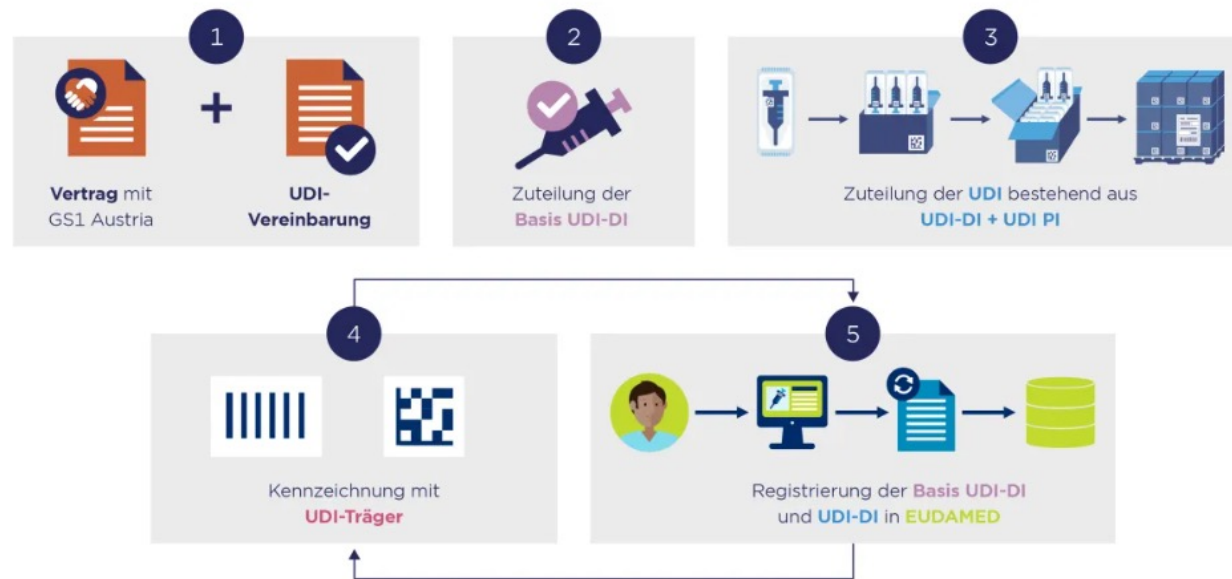 1
Vertrag mit
GS1 Austria
+
UDI-
Vereinbarung
2
Zuteilung der
Basis UDI-DI
3
Zuteilung der UDI bestehend aus
UDI-DI + UDI PI
4
Kennzeichnung mit
UDI-Träger
5
Registrierung der Basis UDI-DI
und UDI-DI in EUDAMED